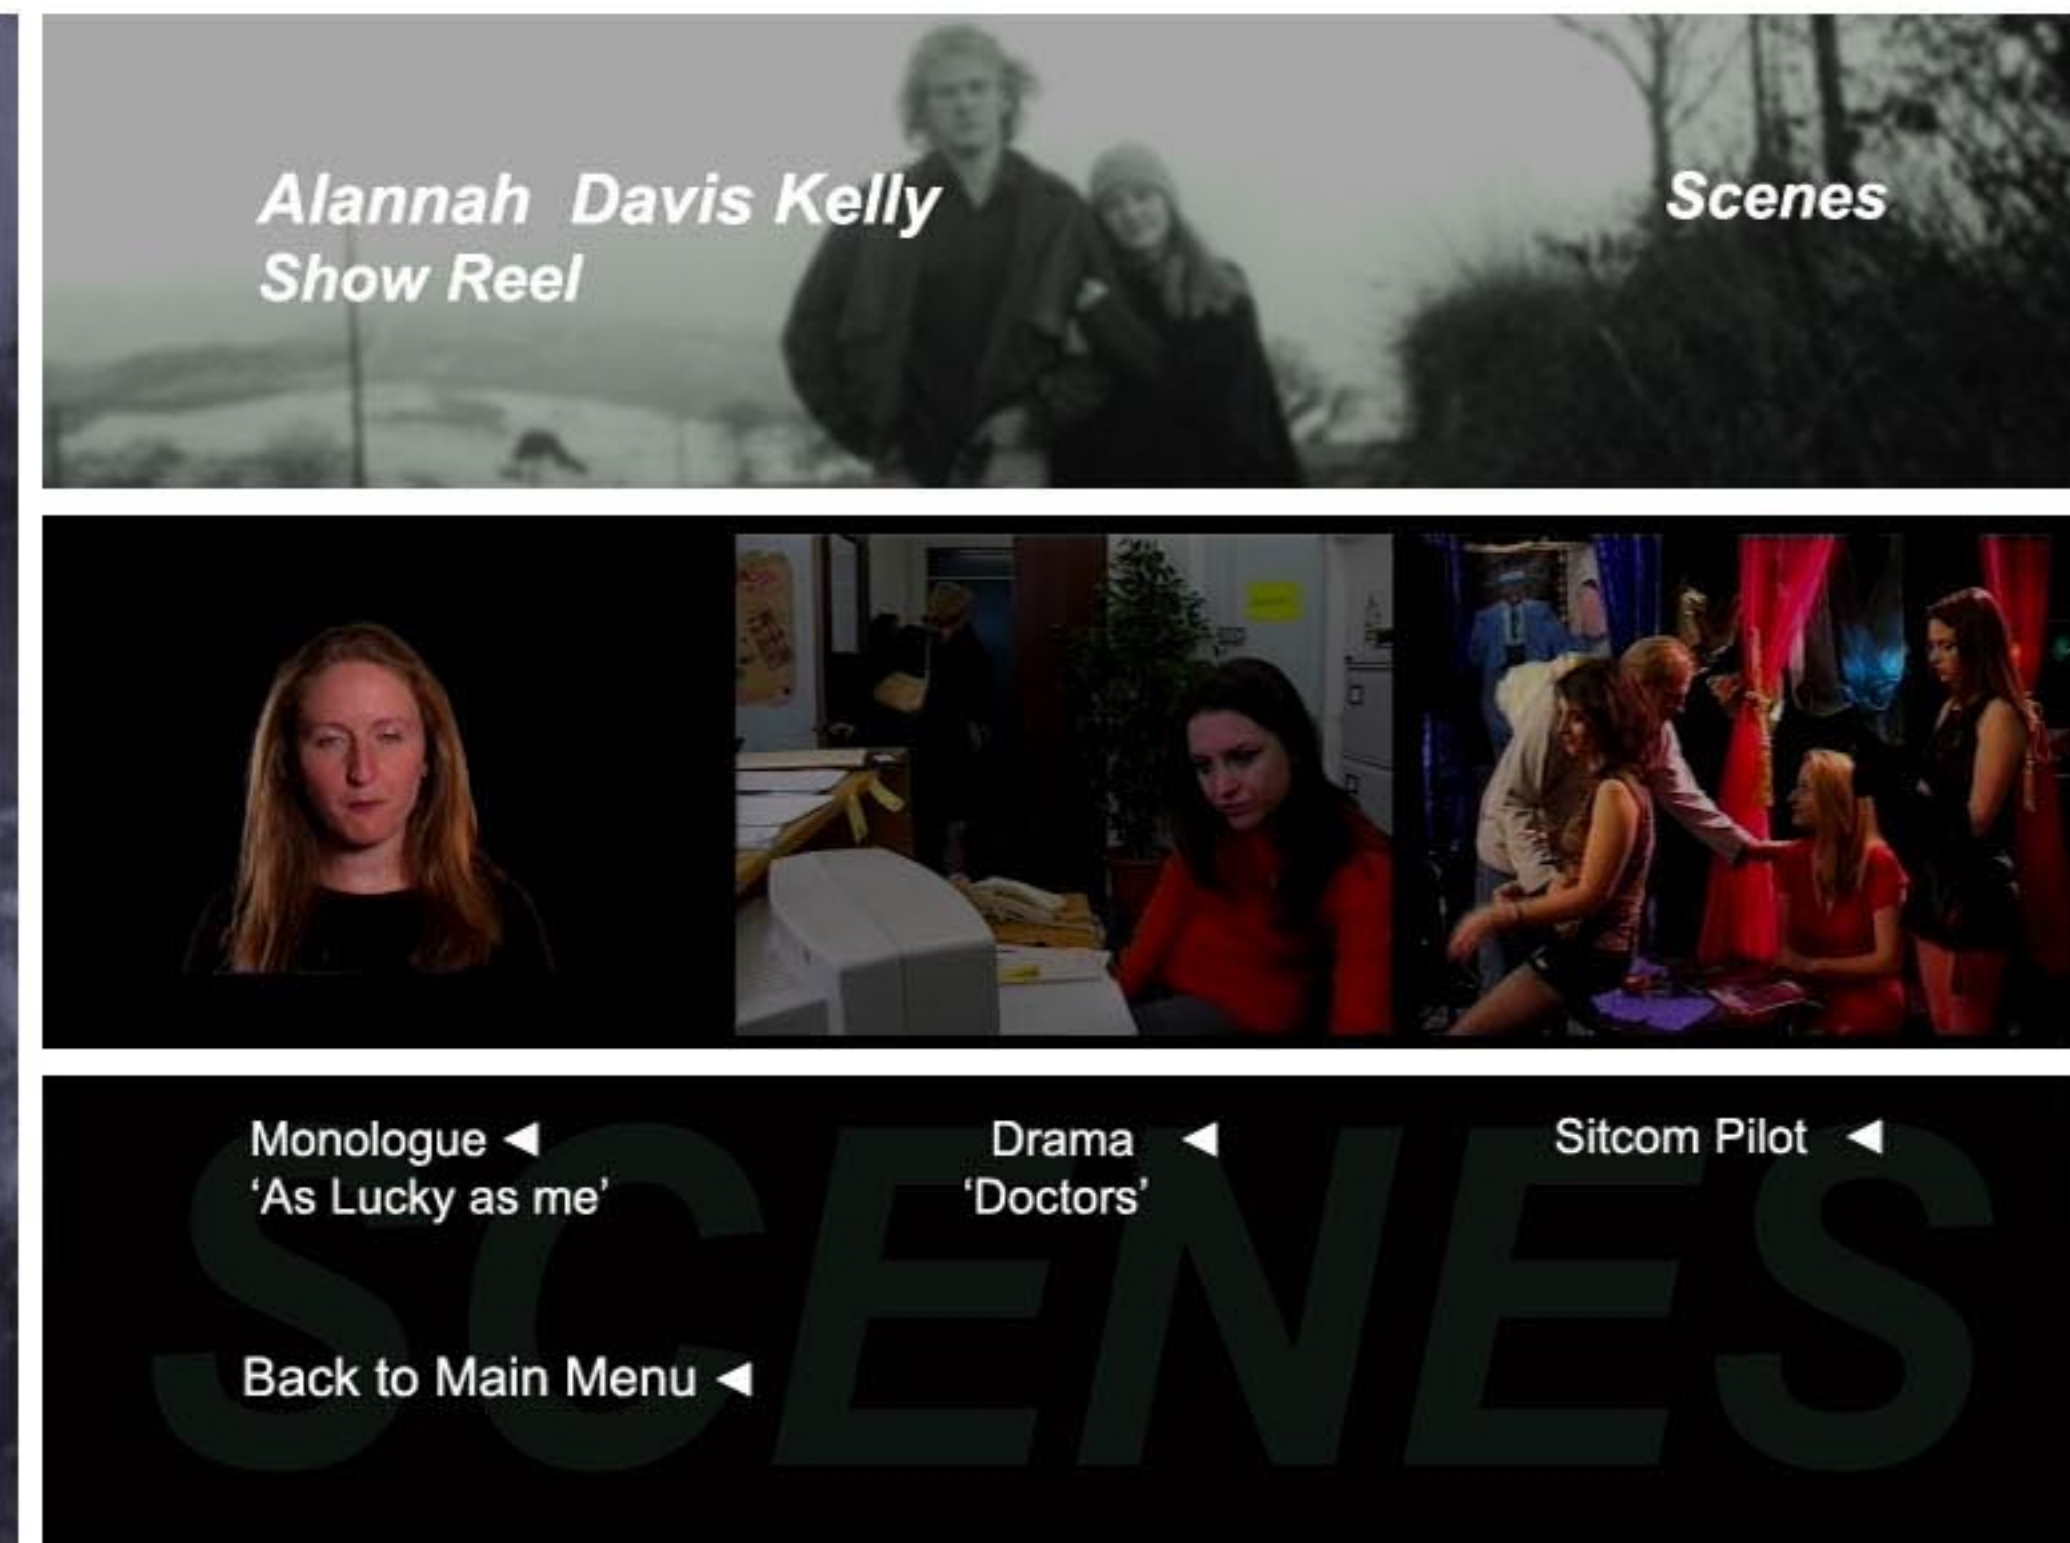 Alannah Davis Kelly
Show Reel
Scenes
Monologue ◀
‘As Lucky as me’
Drama ◀
‘Doctors’
Sitcom Pilot ◀
SCENES
Back to Main Menu ◀